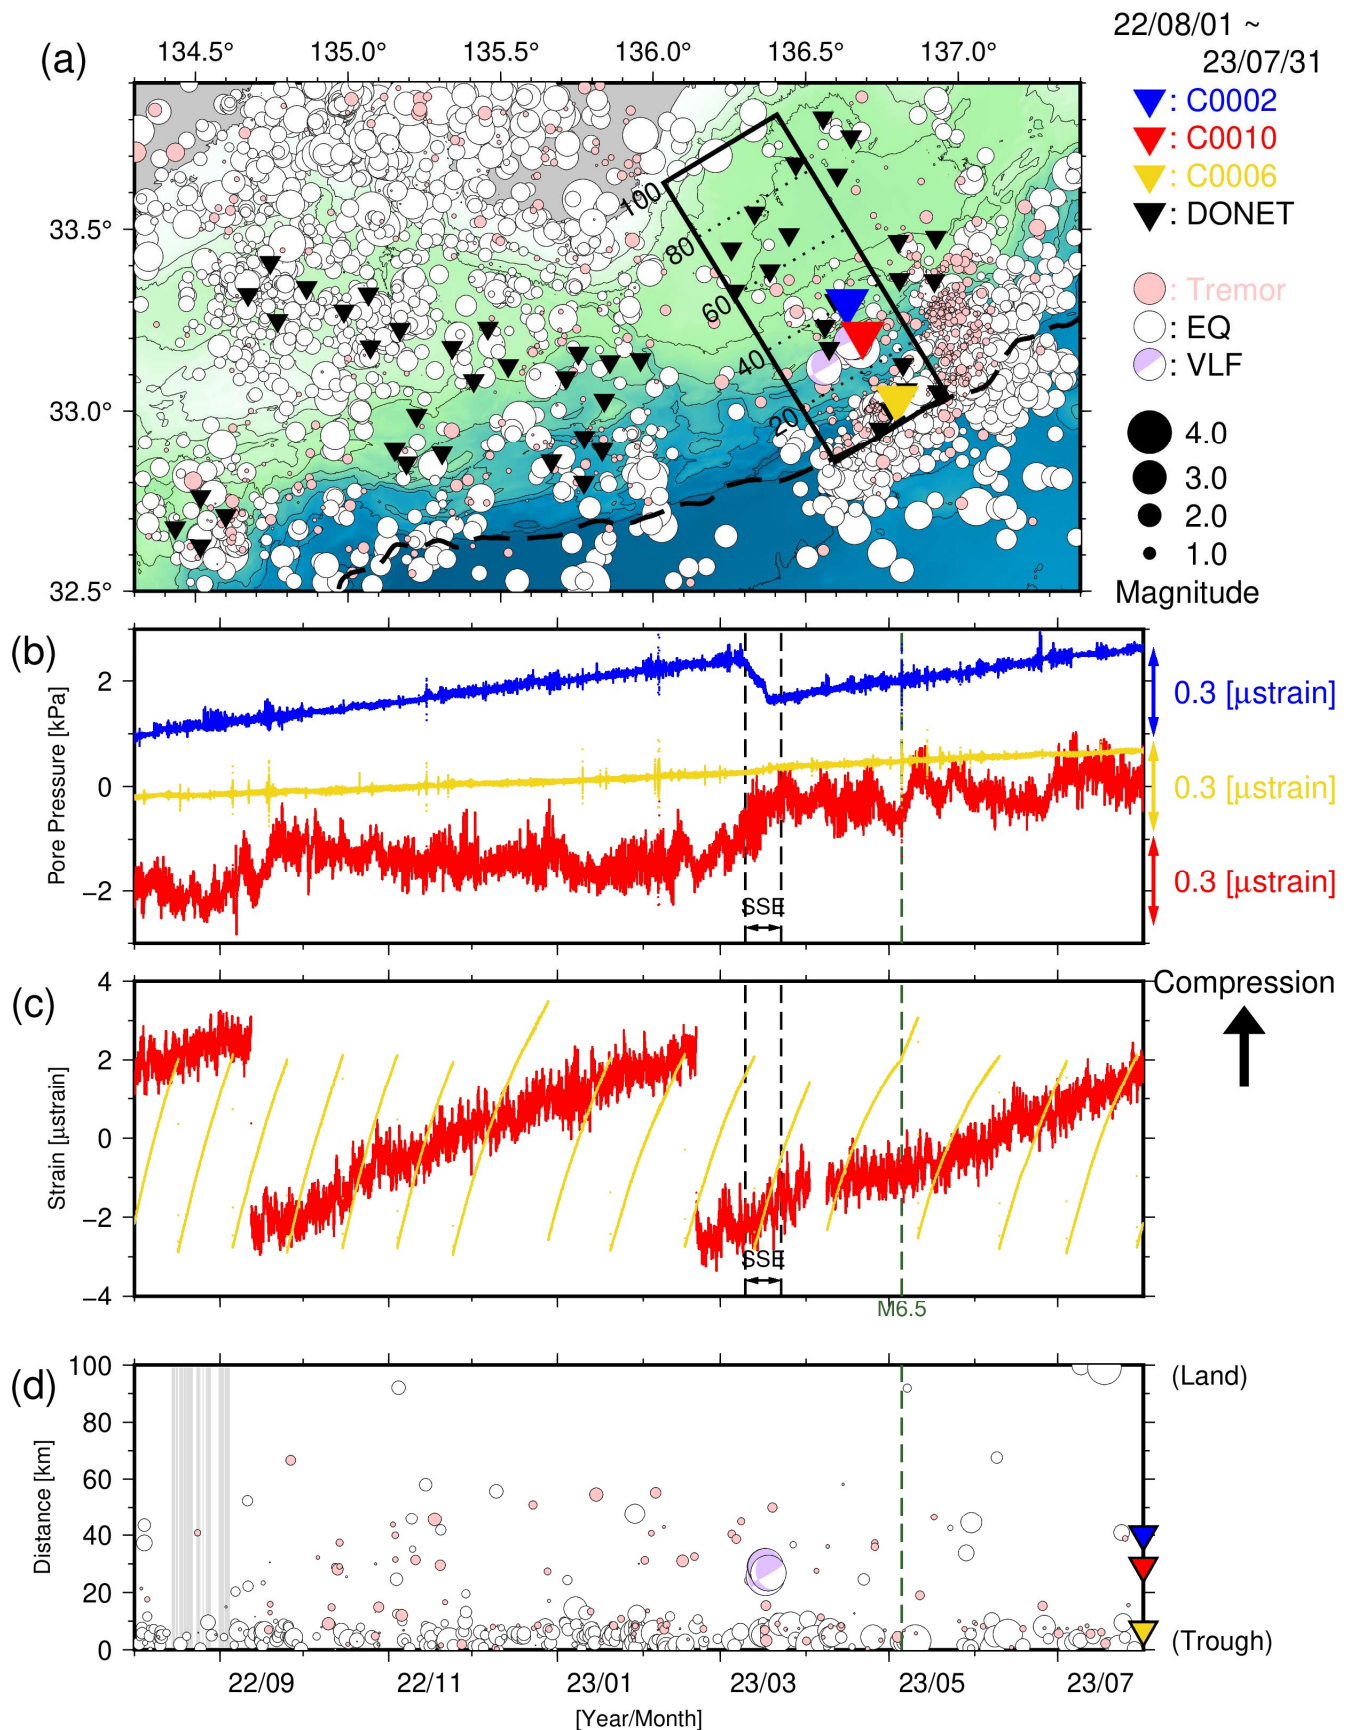 (a)
134.5° 135.0° 135.5° 136.0° 136.5° 137.0°
33.5°
33.0°
32.5°
100
80
60
40
20
22/08/01 ~
23/07/31
: C0002
: C0010
: C0006
: DONET
: Tremor
: EQ
: VLF
4.0
3.0
2.0
1.0
Magnitude
(b)
Pore Pressure [kPa]
2
0
−2
SSE
0.3 [µstrain]
0.3 [µstrain]
0.3 [µstrain]
(c)
Strain [µstrain]
4
2
0
−2
−4
SSE
M6.5
Compression
(d)
Distance [km]
100
80
60
40
20
0
(Land)
(Trough)
22/09 22/11 23/01 23/03 23/05 23/07
[Year/Month]